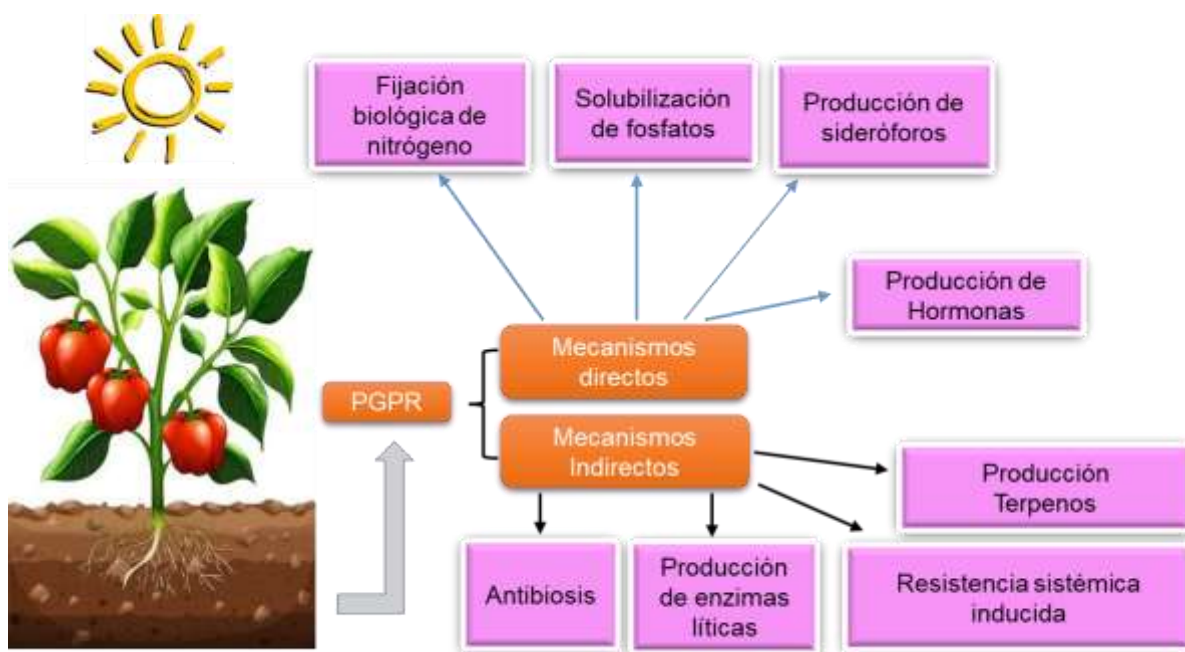 Fijación
biológica de
nitrógeno
Solubilización
de fosfatos
Producción de
sideróforos
Producción de
Hormonas
Mecanismos
directos
PGPR
Mecanismos
Indirectos
Producción
Terpenos
Antibiosis
Producción
de enzimas
líticas
Resistencia sistémica
inducida